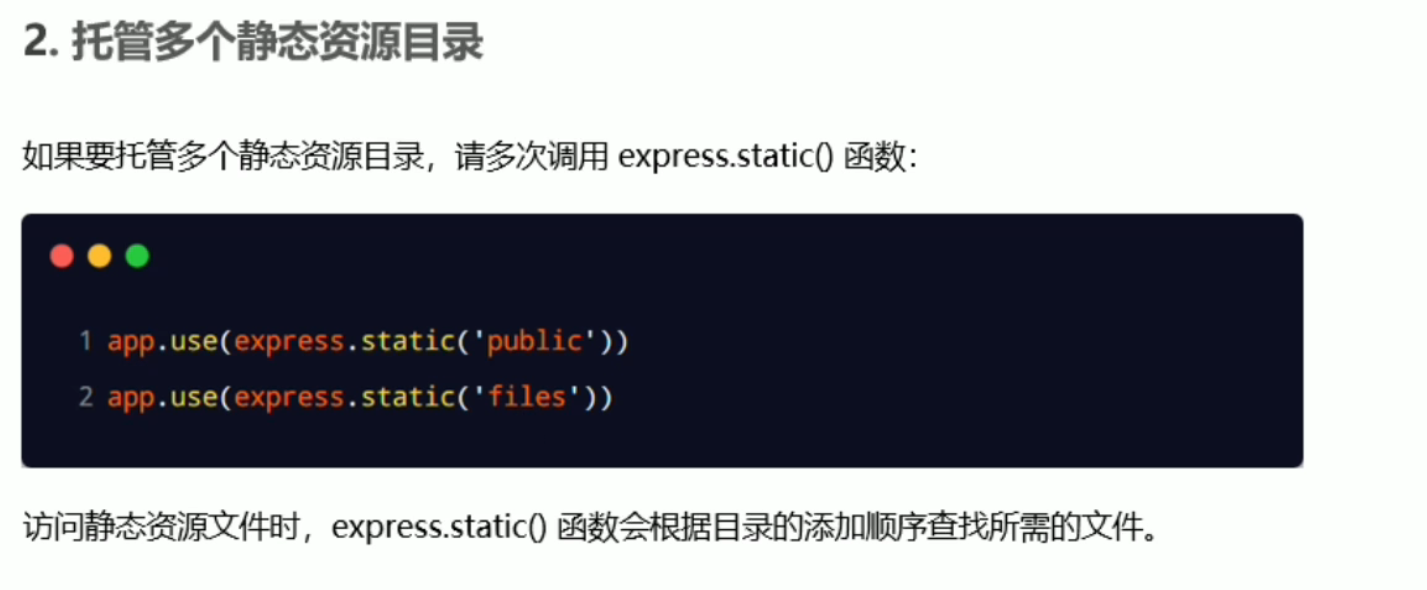 2. 托管多个静态资源目录
如果要托管多个静态资源目录，请多次调用 express.static() 函数：
1 app.use(express.static('public'))
2 app.use(express.static('files'))
访问静态资源文件时，express.static() 函数会根据目录的添加顺序查找所需的文件。